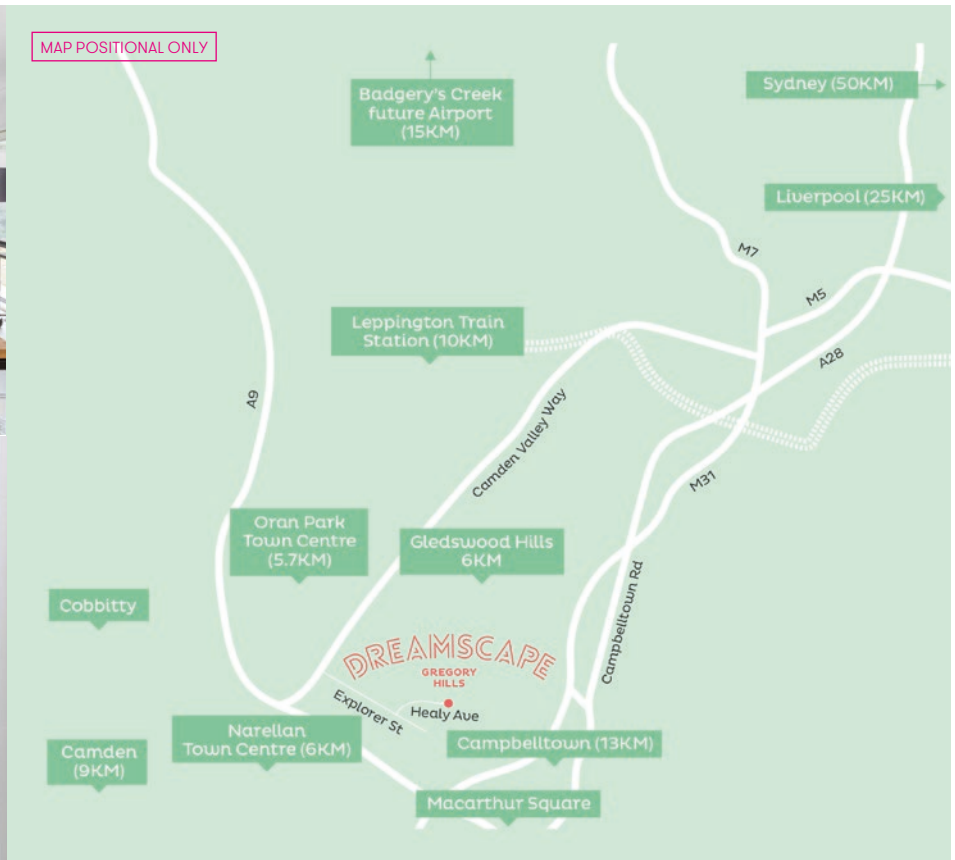 MAP POSITIONAL ONLY
Badgery's Creek
future Airport
(15KM)
Sydney (50KM)
Liverpool (25KM)
M7
M5
Leppington Train
Station (10KM)
A28
A9
Camden Valley Way
M31
Oran Park
Town Centre
(5.7KM)
Gledswood Hills
6KM
Campbelltown Rd
Cobbitty
DREAMSCAPE
GREGORY
HILLS
Explorer St
Healy Ave
Narellan
Town Centre (6KM)
Campbelltown (13KM)
Camden
(9KM)
Macarthur Square